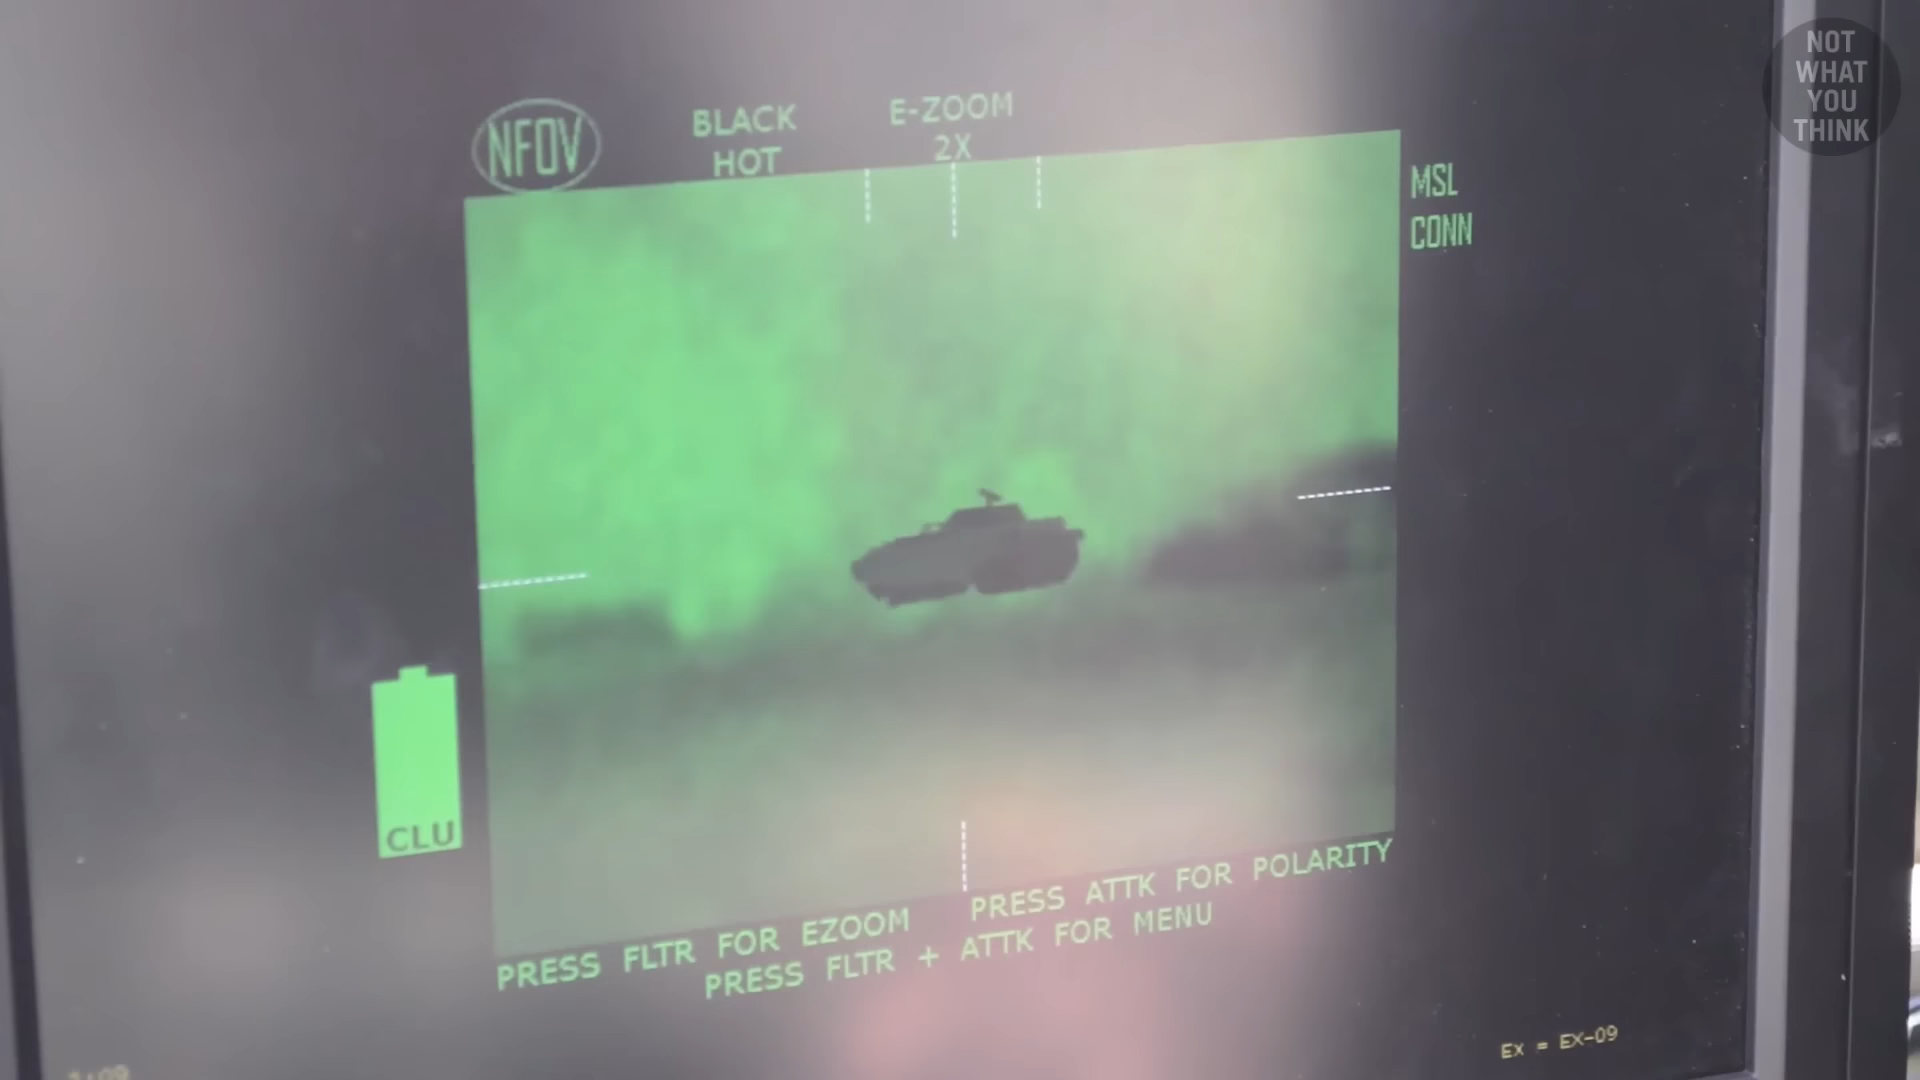 NOT
WHAT
YOU
THINK
NFOV
BLACK
HOT
E-ZOOM
2X
MSL
CONN
CLU
PRESS FLTR FOR EZOOM PRESS ATTK FOR POLARITY
PRESS FLTR + ATTK FOR MENU
Ex = EX-09